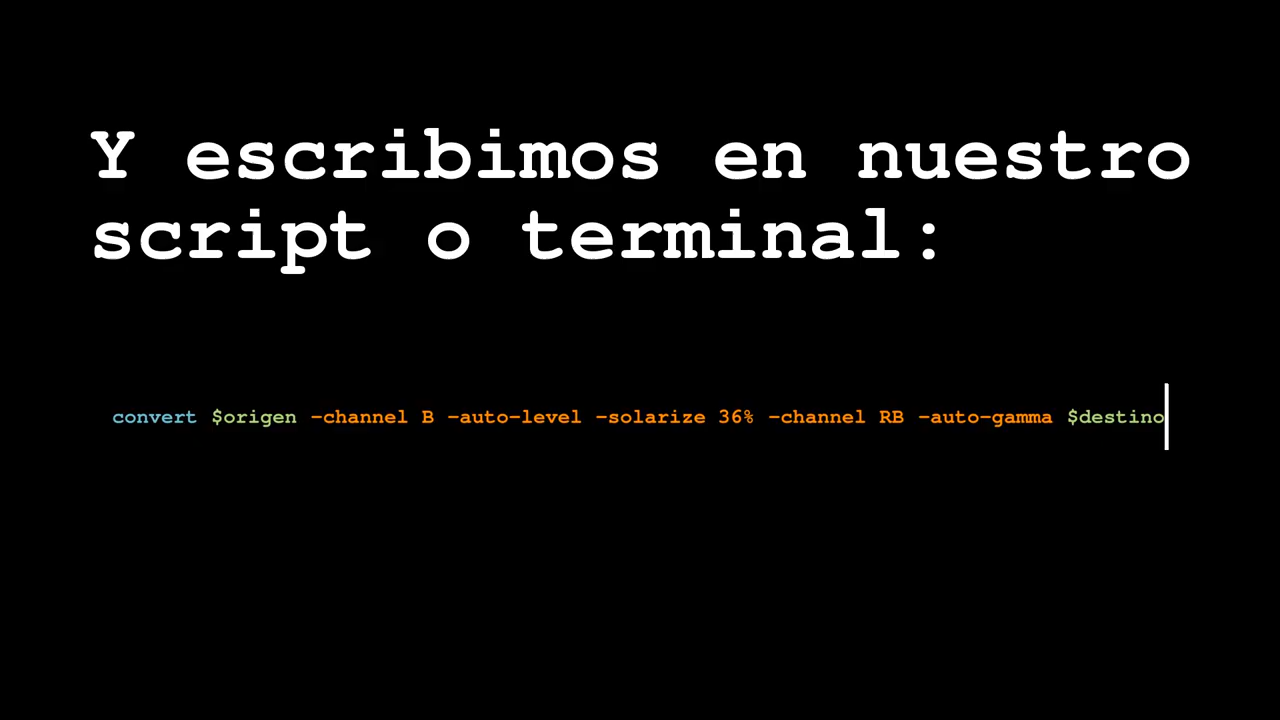 Y escribimos en nuestro
script o terminal:
convert $origen -channel B -auto-level -solarize 36% -channel RB -auto-gamma $destino